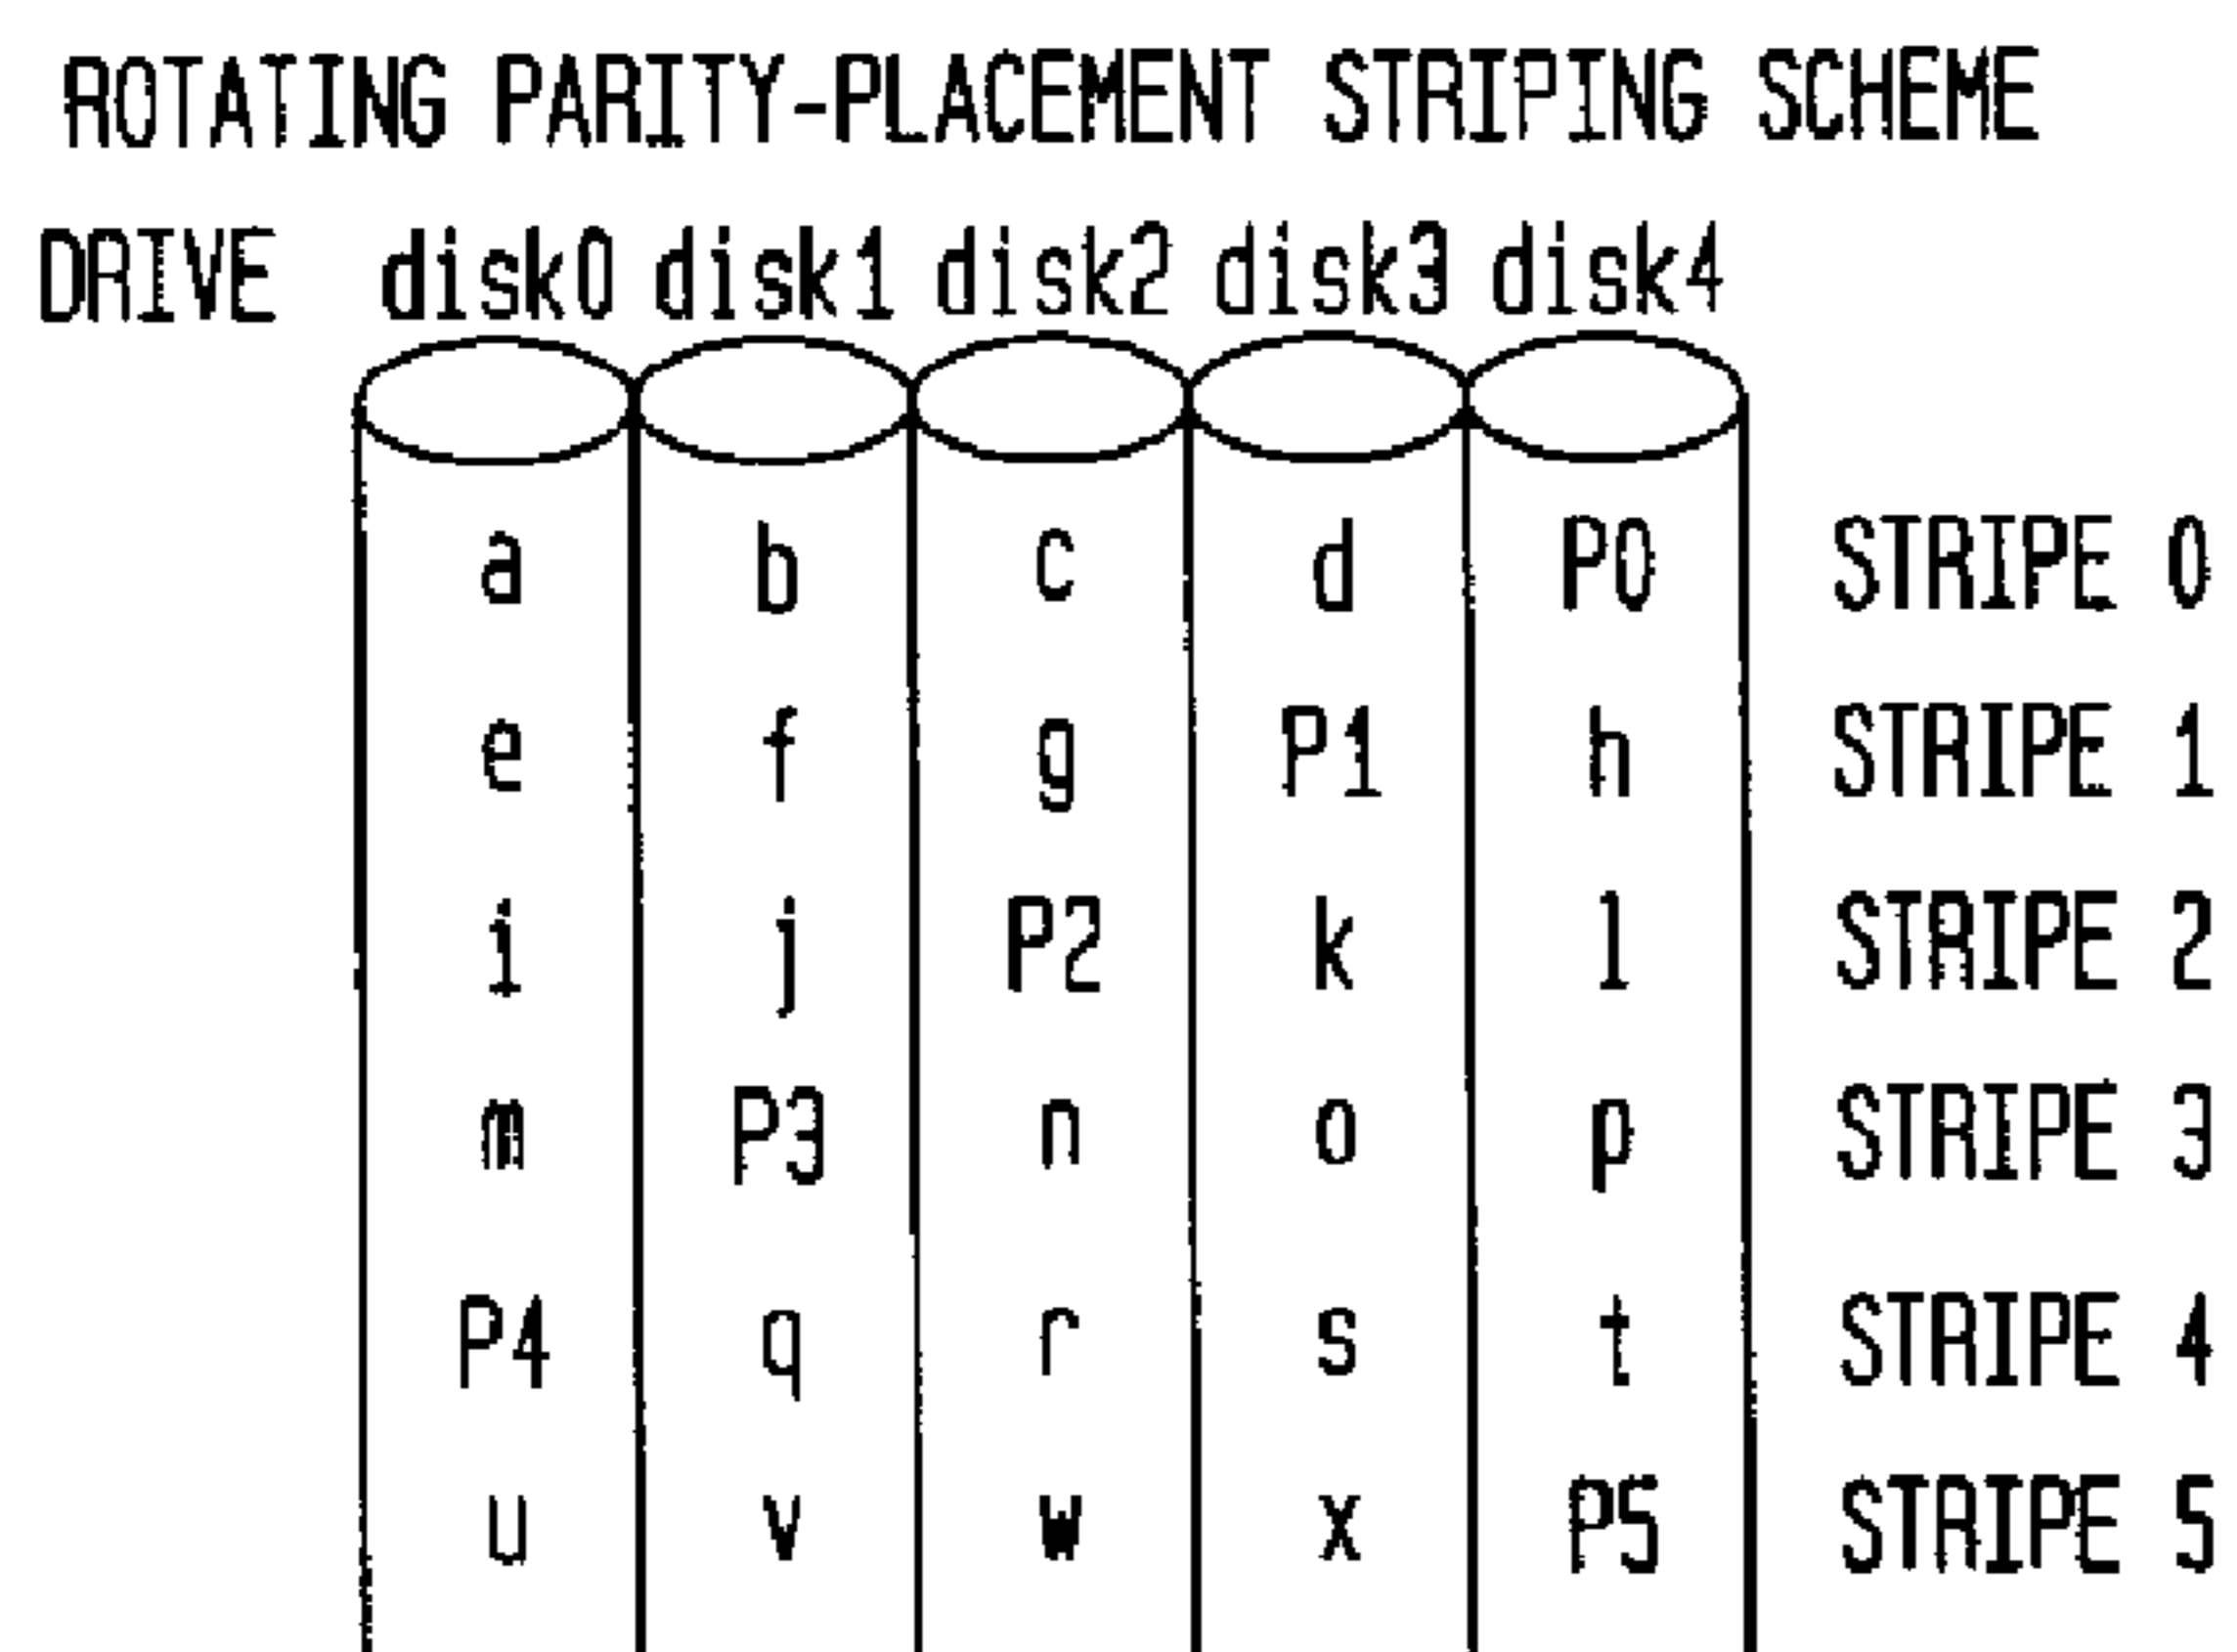 ROTATING PARITY-PLACEMENT STRIPING SCHEME
DRIVE disk0 disk1 disk2 disk3 disk4
a b c d P0 STRIPE 0
e f g P1 h STRIPE 1
i j P2 k l STRIPE 2
m P3 n o p STRIPE 3
P4 q r s t STRIPE 4
u v w x P5 STRIPE 5